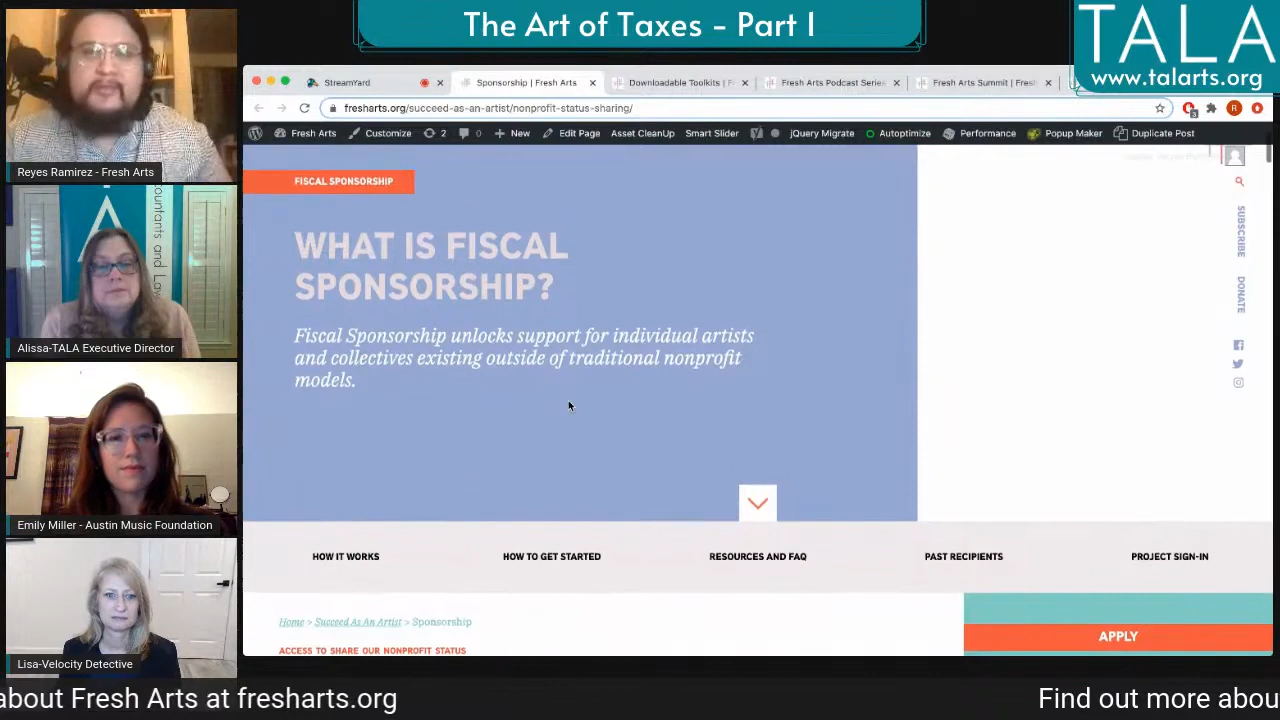 The Art of Taxes - Part I
TALA
www.talarts.org
Reyes Ramirez - Fresh Arts
ountants and Law
Alissa-TALA Executive Director
Emily Miller - Austin Music Foundation
Lisa-Velocity Detective
StreamYard
Sponsorship | Fresh Arts
Downloadable Toolkits | F
Fresh Arts Podcast Series
Fresh Arts Summit | Fresh
fresharts.org/succeed-as-an-artist/nonprofit-status-sharing/
Fresh Arts Customize 2 0 New Edit Page Asset CleanUp Smart Slider jQuery Migrate Autoptimize Performance Popup Maker Duplicate Post
FISCAL SPONSORSHIP
WHAT IS FISCAL
SPONSORSHIP?
Fiscal Sponsorship unlocks support for individual artists
and collectives existing outside of traditional nonprofit
models.
SUBSCRIBE
DONATE
HOW IT WORKS
HOW TO GET STARTED
RESOURCES AND FAQ
PAST RECIPIENTS
PROJECT SIGN-IN
Home > Succeed As An Artist > Sponsorship
ACCESS TO SHARE OUR NONPROFIT STATUS
APPLY
about Fresh Arts at fresharts.org
Find out more abou